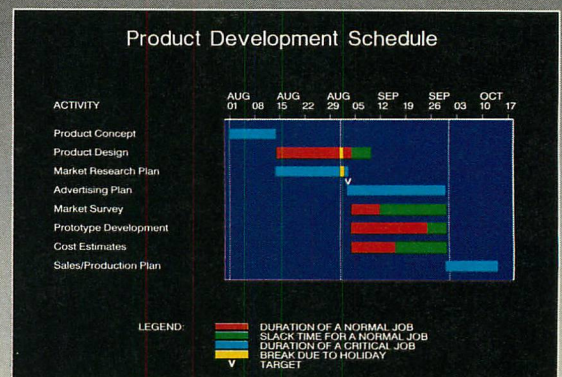 Product Development Schedule
AUG AUG AUG SEP SEP OCT
ACTIVITY 01 08 15 22 29 05 12 19 26 03 10 17
Product Concept
Product Design
Market Research Plan
Advertising Plan
Market Survey
Prototype Development
Cost Estimates
Sales/Production Plan
V
LEGEND: DURATION OF A NORMAL JOB
SLACK TIME FOR A NORMAL JOB
DURATION OF A CRITICAL JOB
BREAK DUE TO HOLIDAY
V TARGET